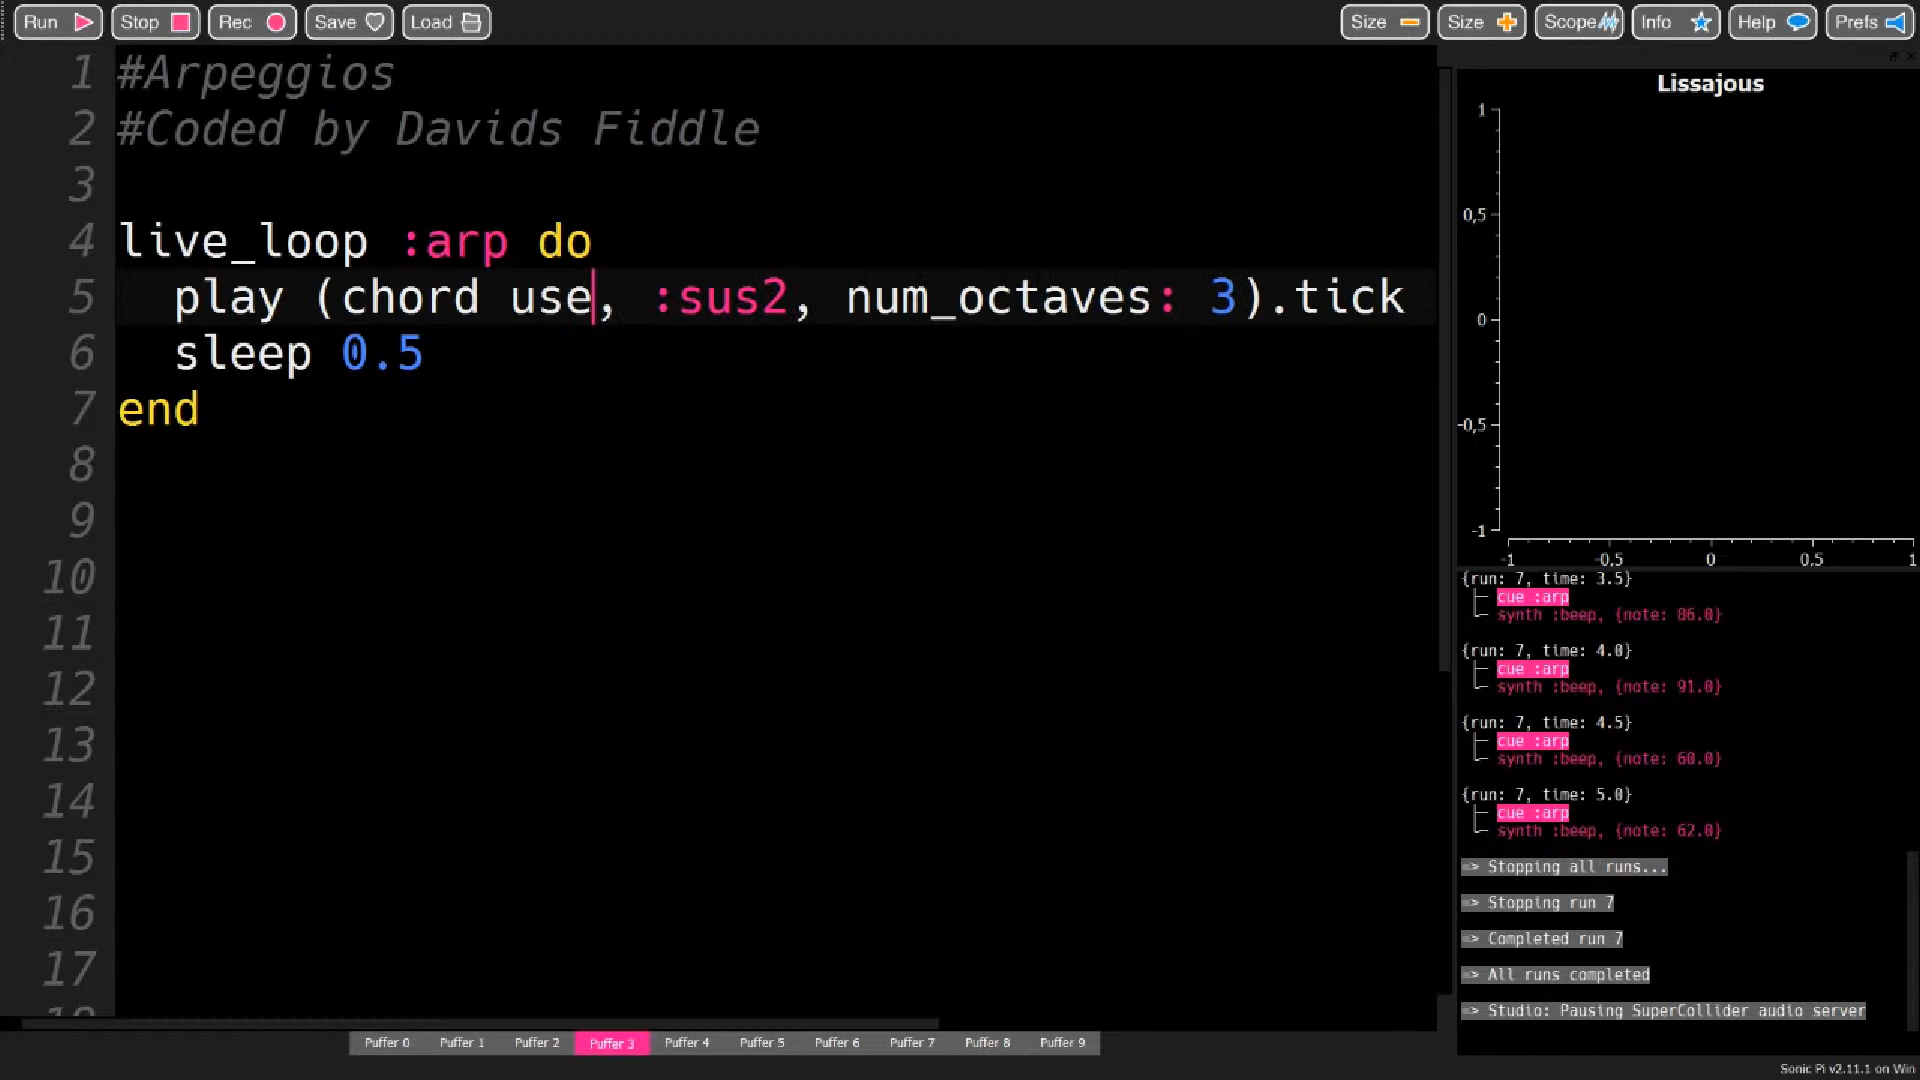 Run Stop Rec Save Load Size Size Scope Info Help Prefs
1 #Arpeggios
2 #Coded by Davids Fiddle
3
4 live_loop :arp do
5 play (chord use, :sus2, num_octaves: 3).tick
6 sleep 0.5
7 end
8
9
10
11
12
13
14
15
16
17
Lissajous
1
0,5
0
-0,5
-1
-1 -0.5 0 0.5 1
{run: 7, time: 3.5}
cue :arp
synth :beep, {note: 86.0}
{run: 7, time: 4.0}
cue :arp
synth :beep, {note: 91.0}
{run: 7, time: 4.5}
cue :arp
synth :beep, {note: 60.0}
{run: 7, time: 5.0}
cue :arp
synth :beep, {note: 62.0}
=> Stopping all runs...
=> Stopping run 7
=> Completed run 7
=> All runs completed
=> Studio: Pausing SuperCollider audio server
Puffer 0 Puffer 1 Puffer 2 Puffer 3 Puffer 4 Puffer 5 Puffer 6 Puffer 7 Puffer 8 Puffer 9
Sonic Pi v2.11.1 on Win